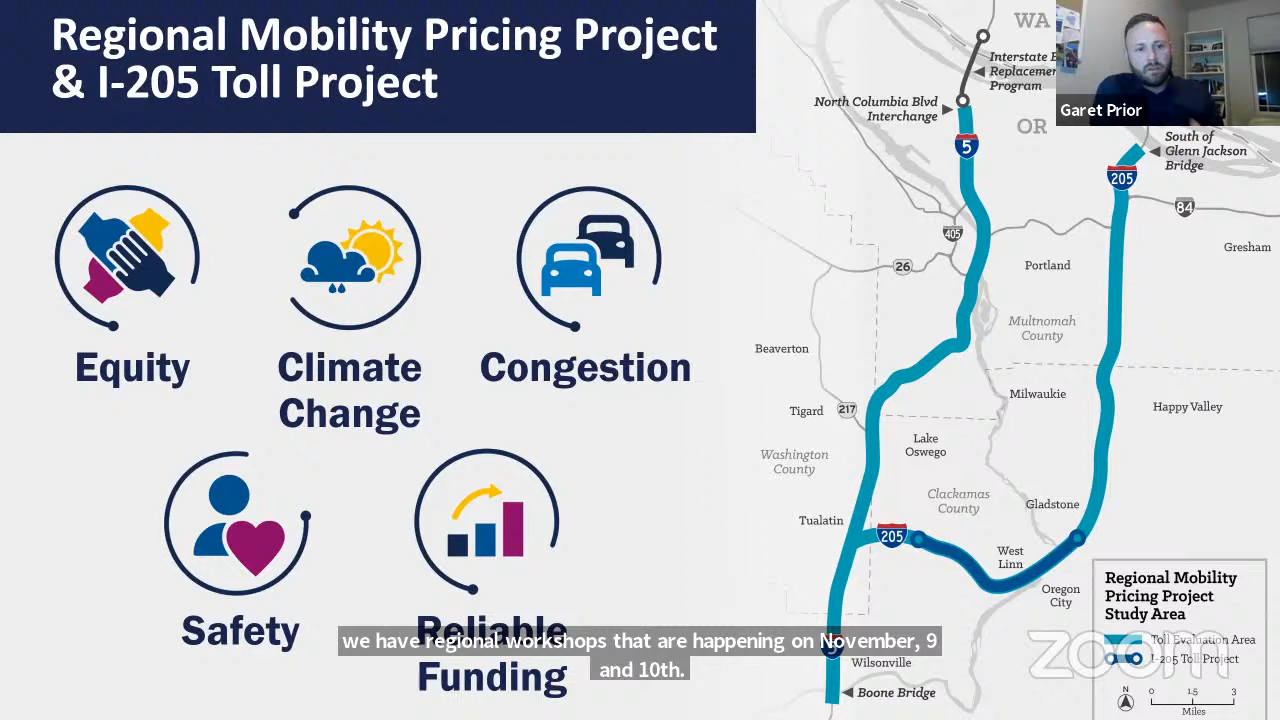 Regional Mobility Pricing Project
& I-205 Toll Project
Equity
Climate
Change
Congestion
Safety
Reliable
Funding
we have regional workshops that are happening on November, 9
and 10th.
WA
Interstate
Replacement
Program
North Columbia Blvd
Interchange
OR
5
Garet Prior
South of
Glenn Jackson
Bridge
205
84
405
26
Gresham
Portland
Multnomah
County
Beaverton
Milwaukie
Happy Valley
Tigard
217
Lake
Oswego
Washington
County
Clackamas
County
Gladstone
Tualatin
205
West
Linn
Oregon
City
Wilsonville
Boone Bridge
Regional Mobility
Pricing Project
Study Area
Toll Evaluation Area
I-205 Toll Project
N
0 1.5 3
Miles
zoom